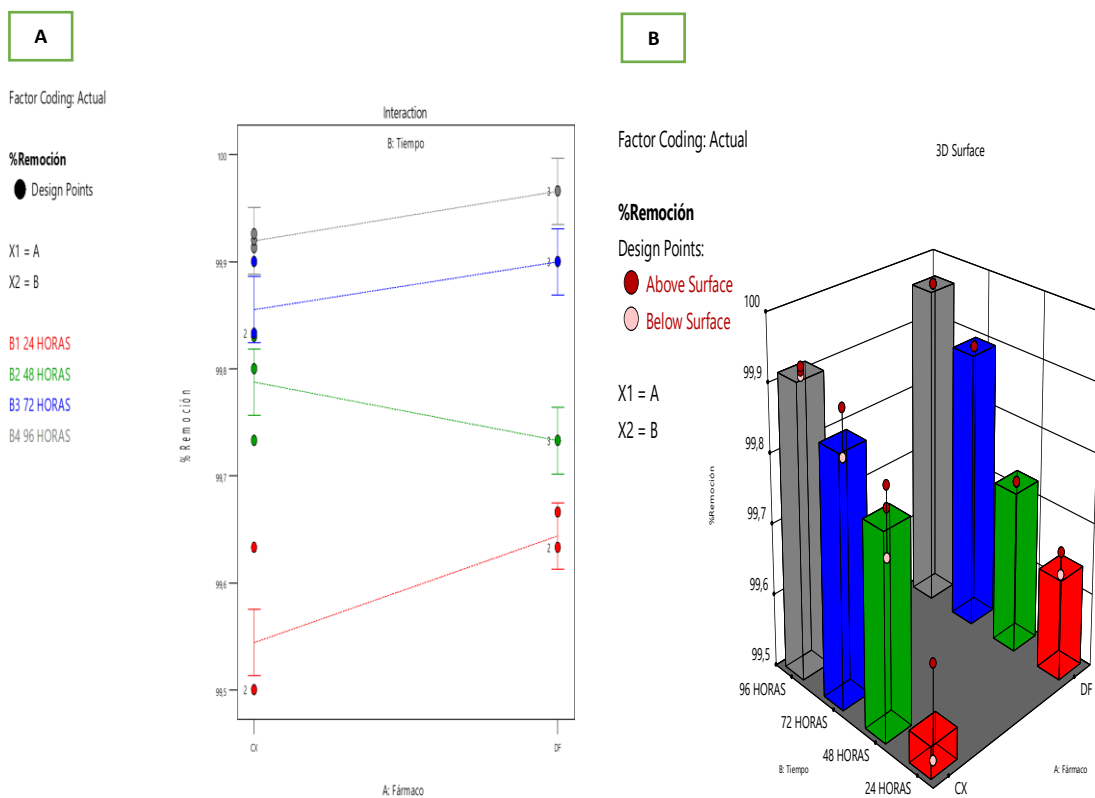 A
Factor Coding: Actual
%Remoción
Design Points
X1 = A
X2 = B
B1 24 HORAS
B2 48 HORAS
B3 72 HORAS
B4 96 HORAS
Interaction
B: Tiempo
% Remoción
100
99,9
99,8
99,7
99,6
99,5
3
3
2
3
2
2
CX
DF
A: Fármaco
B
Factor Coding: Actual
3D Surface
%Remoción
Design Points:
Above Surface
Below Surface
X1 = A
X2 = B
%Remoción
100
99,9
99,8
99,7
99,6
99,5
96 HORAS
72 HORAS
48 HORAS
24 HORAS
B: Tiempo
CX
DF
A: Fármaco